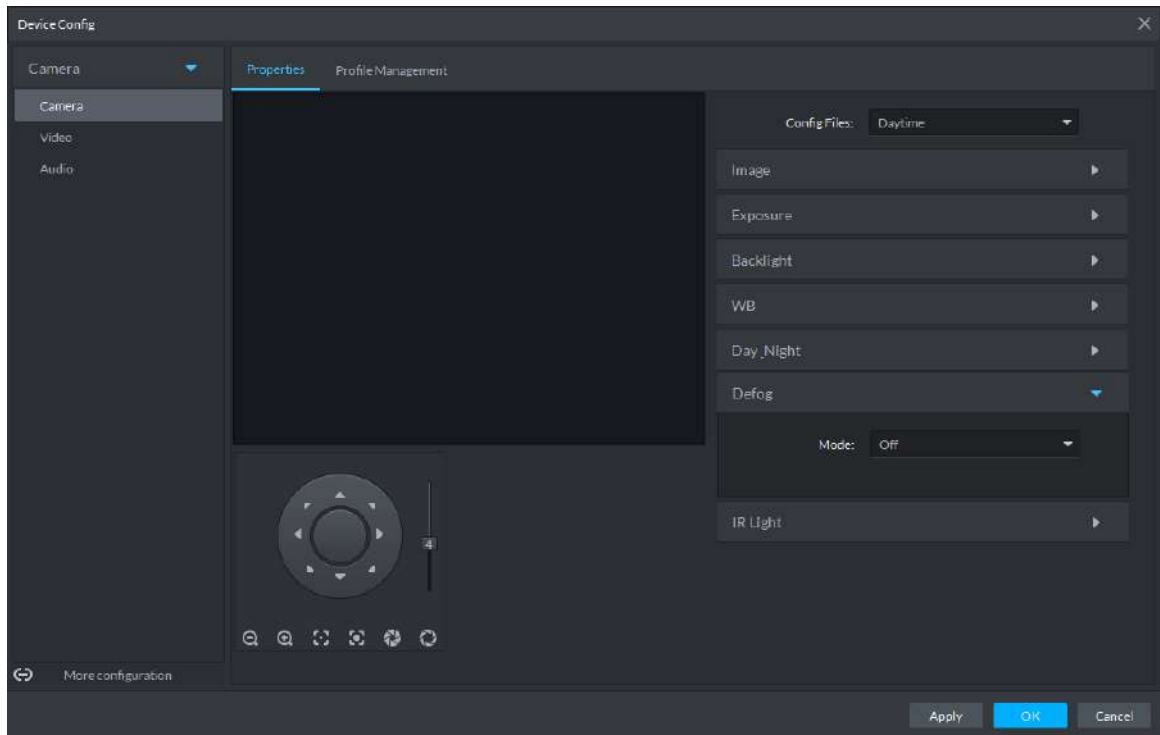 Device Config
Camera
Properties
Profile Management
Camera
Video
Audio
Config Files:
Daytime
Image
Exposure
Backlight
WB
Day_Night
Defog
Mode:
Off
IR Light
4
More configuration
Apply
OK
Cancel